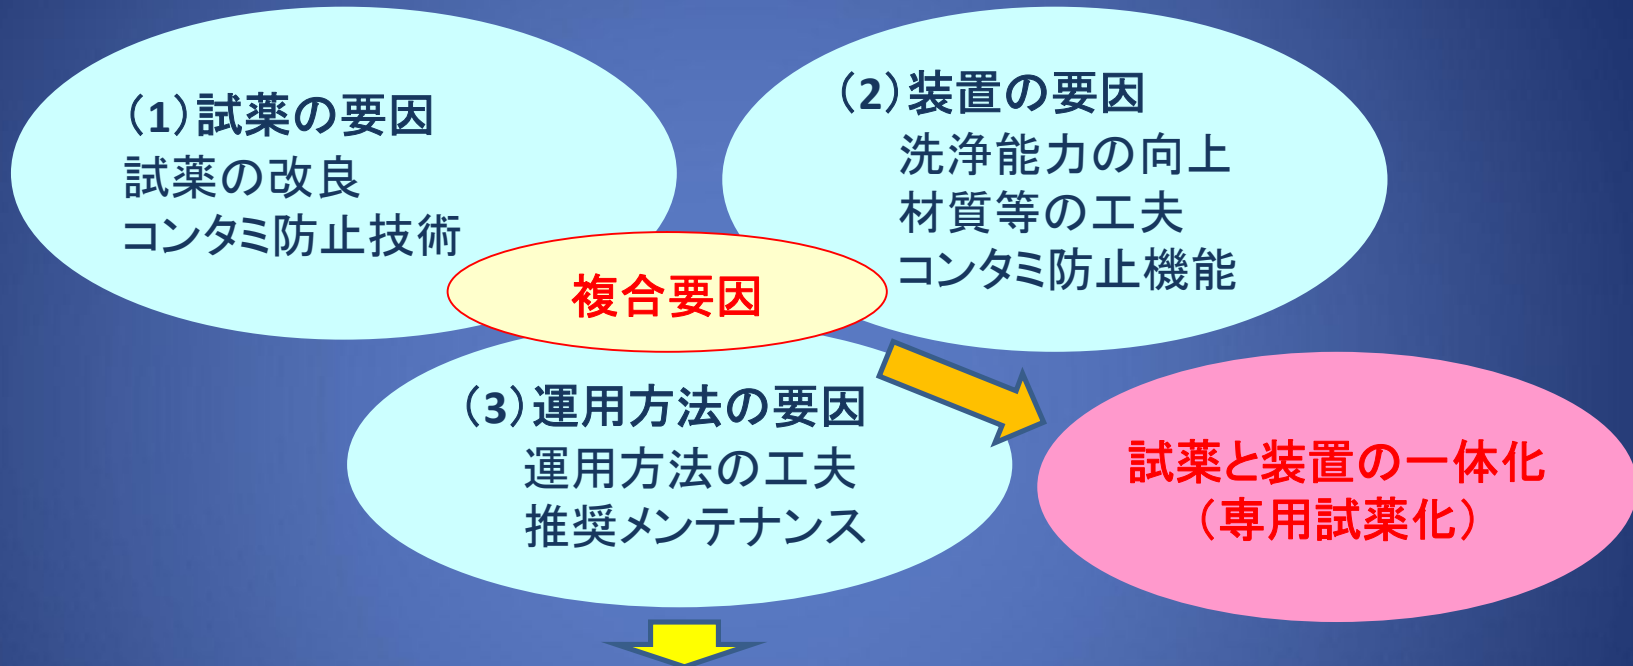 （1）試薬の要因
試薬の改良
コンタミ防止技術
（2）装置の要因
洗浄能力の向上
材質等の工夫
コンタミ防止機能
複合要因
（3）運用方法の要因
運用方法の工夫
推奨メンテナンス
試薬と装置の一体化
（専用試薬化）